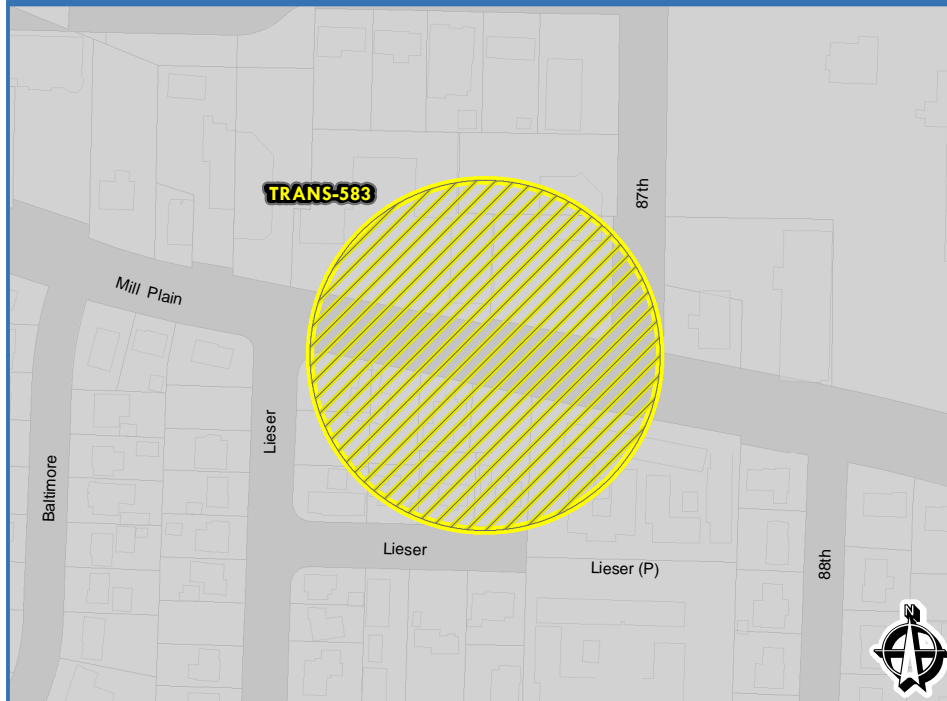 TRANS-583
87th
Mill Plain
Lieser
Baltimore
Lieser
Lieser (P)
88th
N